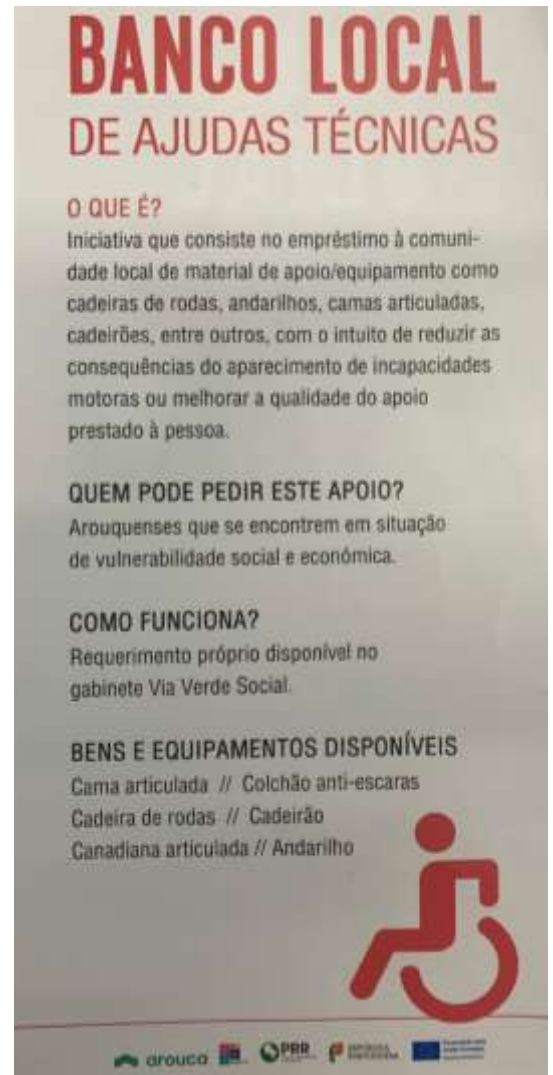 BANCO LOCAL
DE AJUDAS TÉCNICAS
O QUE É?
Iniciativa que consiste no empréstimo à comuni-
dade local de material de apoio/equipamento como
cadeiras de rodas, andarilhos, camas articuladas,
cadeirões, entre outros, com o intuito de reduzir as
consequências do aparecimento de incapacidades
motoras ou melhorar a qualidade do apoio
prestado à pessoa.
QUEM PODE PEDIR ESTE APOIO?
Arouquenses que se encontrem em situação
de vulnerabilidade social e económica.
COMO FUNCIONA?
Requerimento próprio disponível no
gabinete Via Verde Social.
BENS E EQUIPAMENTOS DISPONÍVEIS
Cama articulada // Colchão anti-escaras
Cadeira de rodas // Cadeirão
Canadiana articulada // Andarilho
arouca PRR